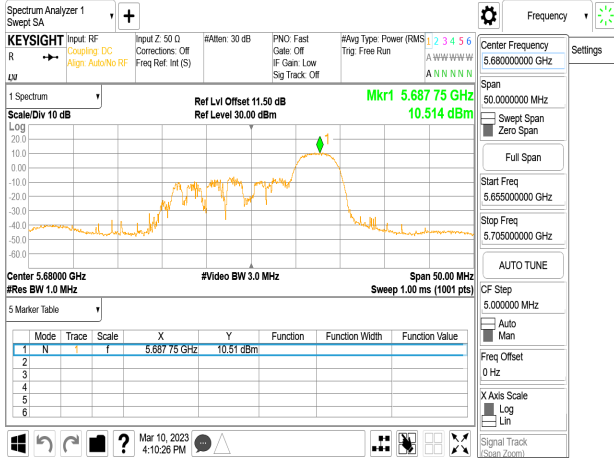 Spectrum Analyzer 1
Swept SA
Frequency
KEYSIGHT
R
Input: RF
Coupling: DC
Align: Auto/No RF
Input Z: 50 Ω
Corrections: Off
Freq Ref: Int (S)
#Atten: 30 dB
PNO: Fast
Gate: Off
IF Gain: Low
Sig Track: Off
#Avg Type: Power (RMS
Trig: Free Run
1 2 3 4 5 6
A W W W W W
A N N N N N
1 Spectrum
Scale/Div 10 dB
Ref Lvl Offset 11.50 dB
Ref Level 30.00 dBm
Mkr1 5.687 75 GHz
10.514 dBm
Log
20.0
10.0
0.00
-10.0
-20.0
-30.0
-40.0
-50.0
-60.0
1
Center 5.68000 GHz
#Res BW 1.0 MHz
#Video BW 3.0 MHz
Span 50.00 MHz
Sweep 1.00 ms (1001 pts)
5 Marker Table
Mode Trace Scale X Y Function Function Width Function Value
1 N 1 f 5.687 75 GHz 10.51 dBm
2
3
4
5
6
Mar 10, 2023
4:10:26 PM
Center Frequency
5.680000000 GHz
Span
50.0000000 MHz
Swept Span
Zero Span
Full Span
Start Freq
5.655000000 GHz
Stop Freq
5.705000000 GHz
AUTO TUNE
CF Step
5.000000 MHz
Auto
Man
Freq Offset
0 Hz
X Axis Scale
Log
Lin
Signal Track
(Span Zoom)
Settings